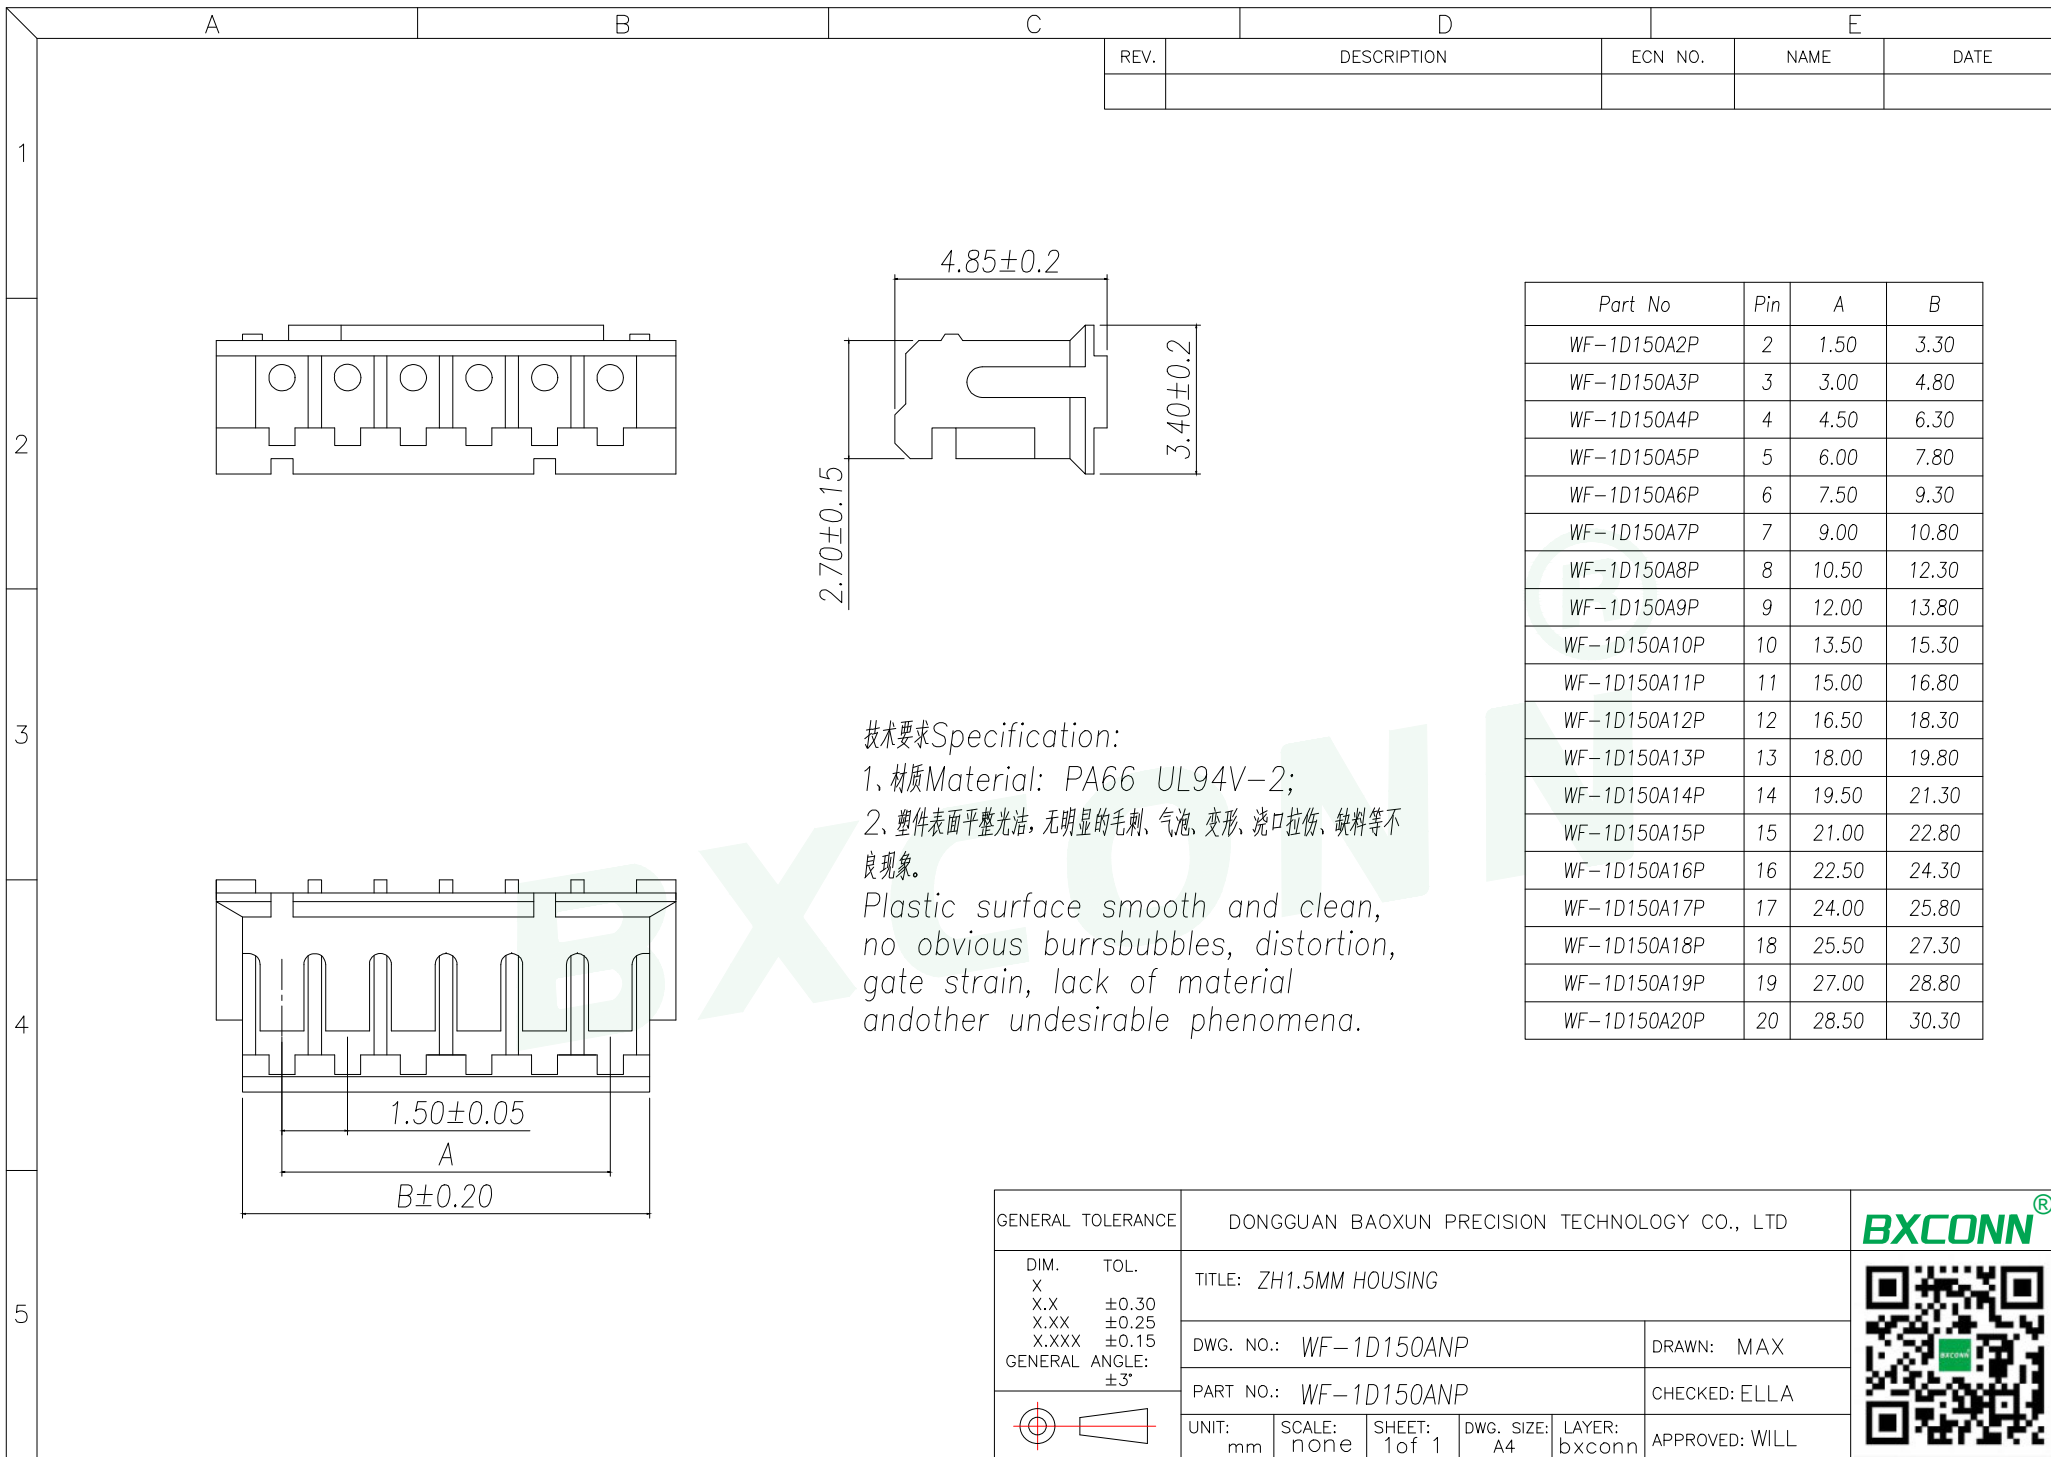 A B C D E
REV. DESCRIPTION ECN NO. NAME DATE
1
2
3
4
5
4.85±0.2
3.40±0.2
2.70±0.15
Part No Pin A B
WF-1D150A2P 2 1.50 3.30
WF-1D150A3P 3 3.00 4.80
WF-1D150A4P 4 4.50 6.30
WF-1D150A5P 5 6.00 7.80
WF-1D150A6P 6 7.50 9.30
WF-1D150A7P 7 9.00 10.80
WF-1D150A8P 8 10.50 12.30
WF-1D150A9P 9 12.00 13.80
WF-1D150A10P 10 13.50 15.30
WF-1D150A11P 11 15.00 16.80
WF-1D150A12P 12 16.50 18.30
WF-1D150A13P 13 18.00 19.80
WF-1D150A14P 14 19.50 21.30
WF-1D150A15P 15 21.00 22.80
WF-1D150A16P 16 22.50 24.30
WF-1D150A17P 17 24.00 25.80
WF-1D150A18P 18 25.50 27.30
WF-1D150A19P 19 27.00 28.80
WF-1D150A20P 20 28.50 30.30
技术要求Specification:
1、材质Material: PA66 UL94V-2;
2、塑件表面平整光洁,无明显的毛刺、气泡、变形、浇口拉伤、缺料等不
良现象。
Plastic surface smooth and clean,
no obvious burrsbubbles, distortion,
gate strain, lack of material
andother undesirable phenomena.
BXCONN®
1.50±0.05
A
B±0.20
GENERAL TOLERANCE
DIM. TOL.
X
X.X ±0.30
X.XX ±0.25
X.XXX ±0.15
GENERAL ANGLE:
±3°
DONGGUAN BAOXUN PRECISION TECHNOLOGY CO., LTD
TITLE: ZH1.5MM HOUSING
DWG. NO.: WF-1D150ANP
DRAWN: MAX
PART NO.: WF-1D150ANP
CHECKED: ELLA
UNIT: mm
SCALE: none
SHEET: 1of 1
DWG. SIZE: A4
LAYER: bxconn
APPROVED: WILL
BXCONN®
BXCONN